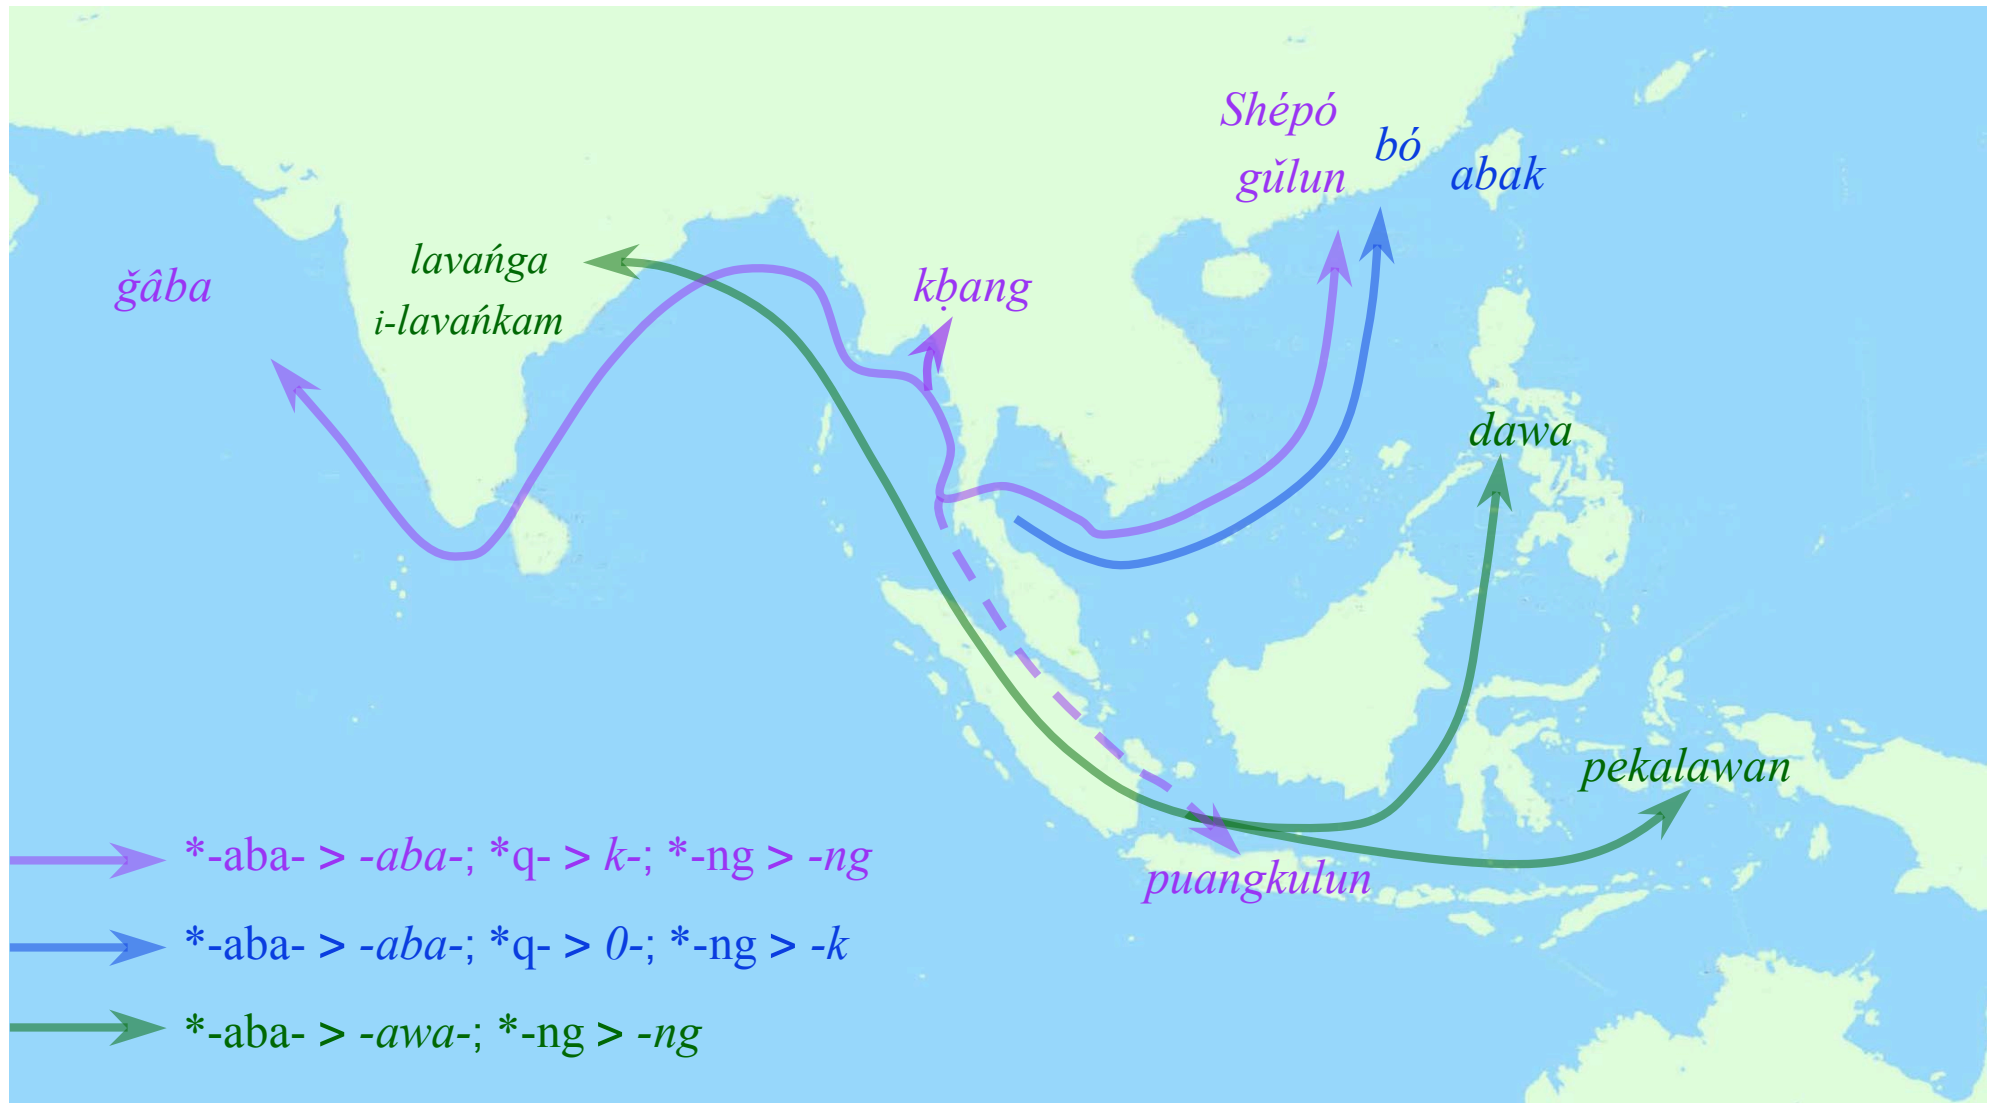 Shépó
bó
gǔlun
abak
lavańga
ğâba
kḅang
i-lavańkam
dawa
pekalawan
*-aba- > -aba-; *q- > k-; *-ng > -ng
puangkulun
*-aba- > -aba-; *q- > 0-; *-ng > -k
*-aba- > -awa-; *-ng > -ng